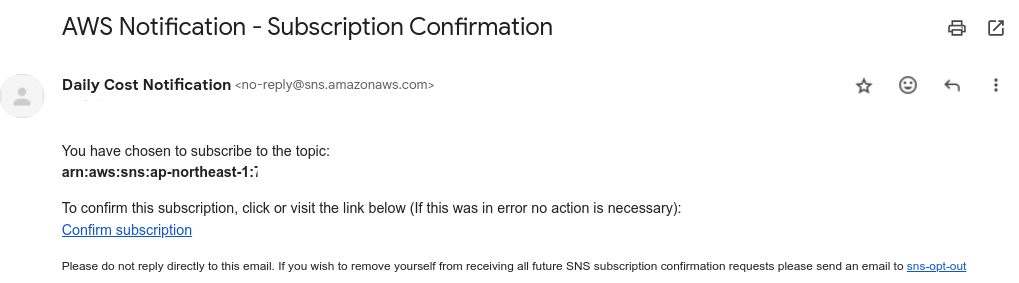 AWS Notification - Subscription Confirmation
Daily Cost Notification <no-reply@sns.amazonaws.com>
You have chosen to subscribe to the topic:
arn:aws:sns:ap-northeast-1:
To confirm this subscription, click or visit the link below (If this was in error no action is necessary):
Confirm subscription
Please do not reply directly to this email. If you wish to remove yourself from receiving all future SNS subscription confirmation requests please send an email to sns-opt-out